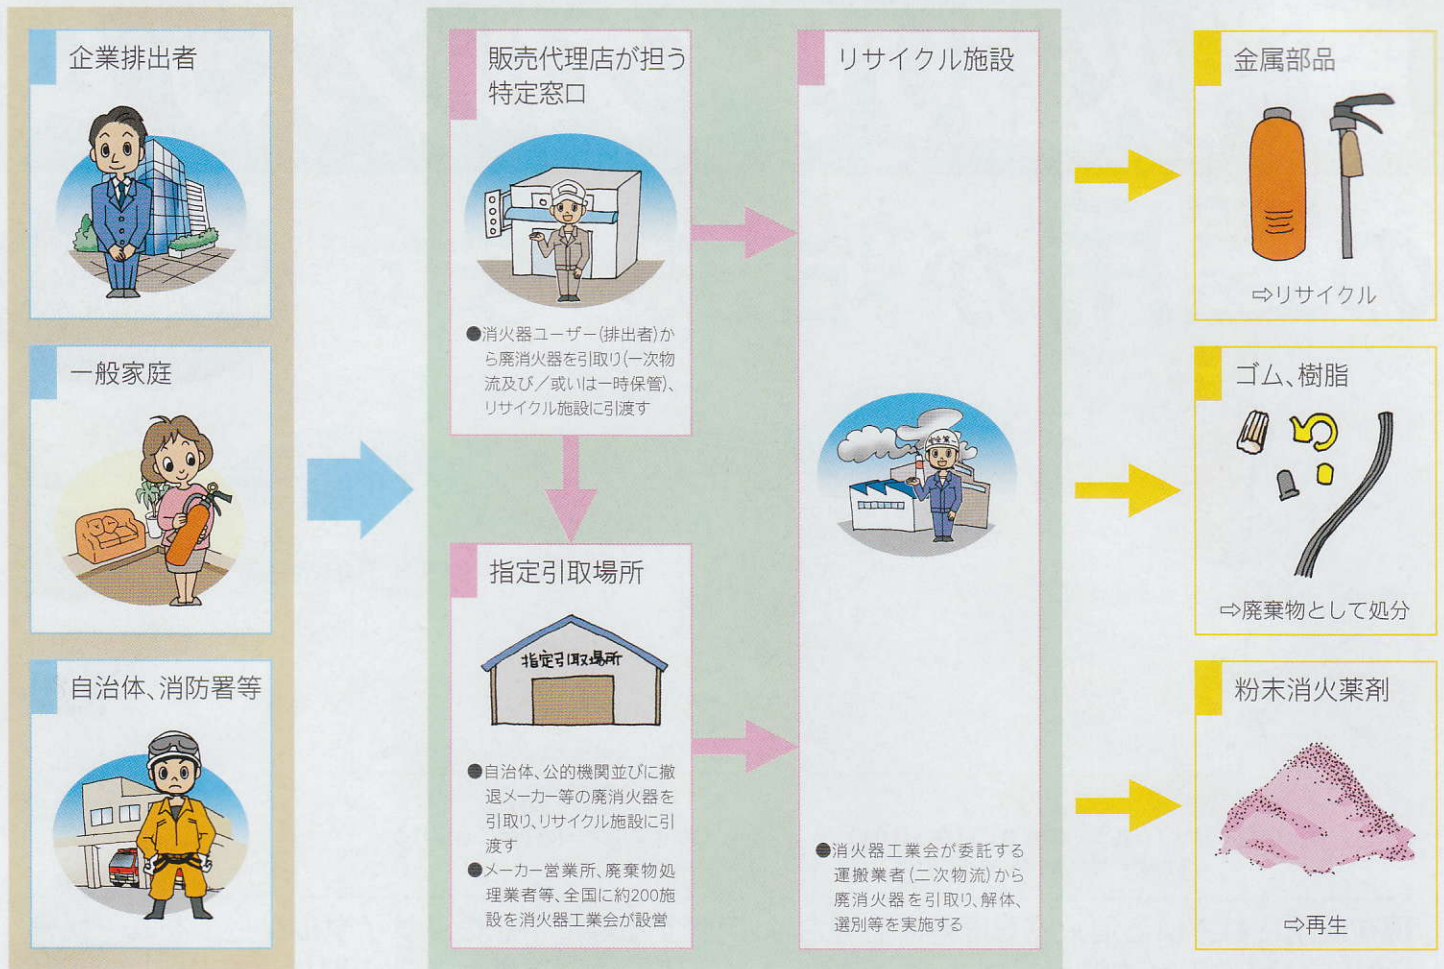 企業排出者
一般家庭
自治体、消防署等
販売代理店が担う
特定窓口
●消火器ユーザー(排出者)か
ら廃消火器を引取り(一次物
流及び／或いは一時保管)、
リサイクル施設に引渡す
指定引取場所
指定引取場所
●自治体、公的機関並びに撤
退メーカー等の廃消火器を
引取り、リサイクル施設に引
渡す
●メーカー営業所、廃棄物処
理業者等、全国に約200施
設を消火器工業会が設営
リサイクル施設
●消火器工業会が委託する
運搬業者(二次物流)から
廃消火器を引取り、解体、
選別等を実施する
金属部品
⇨リサイクル
ゴム、樹脂
⇨廃棄物として処分
粉末消火薬剤
⇨再生